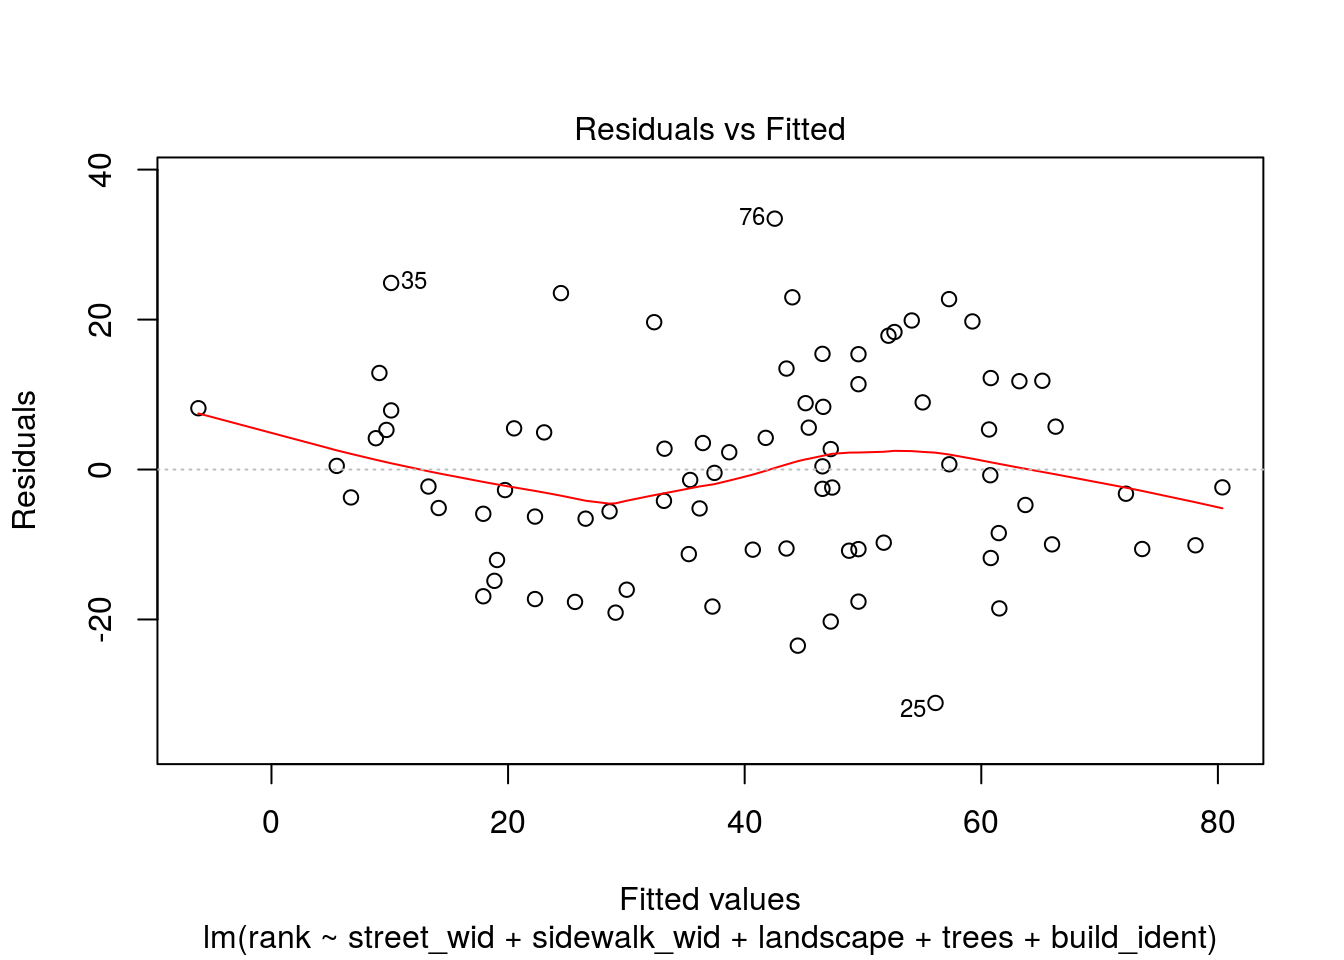 Residuals vs Fitted
40
20
0
-20
Residuals
76
35
25
0 20 40 60 80
Fitted values
lm(rank ~ street_wid + sidewalk_wid + landscape + trees + build_ident)